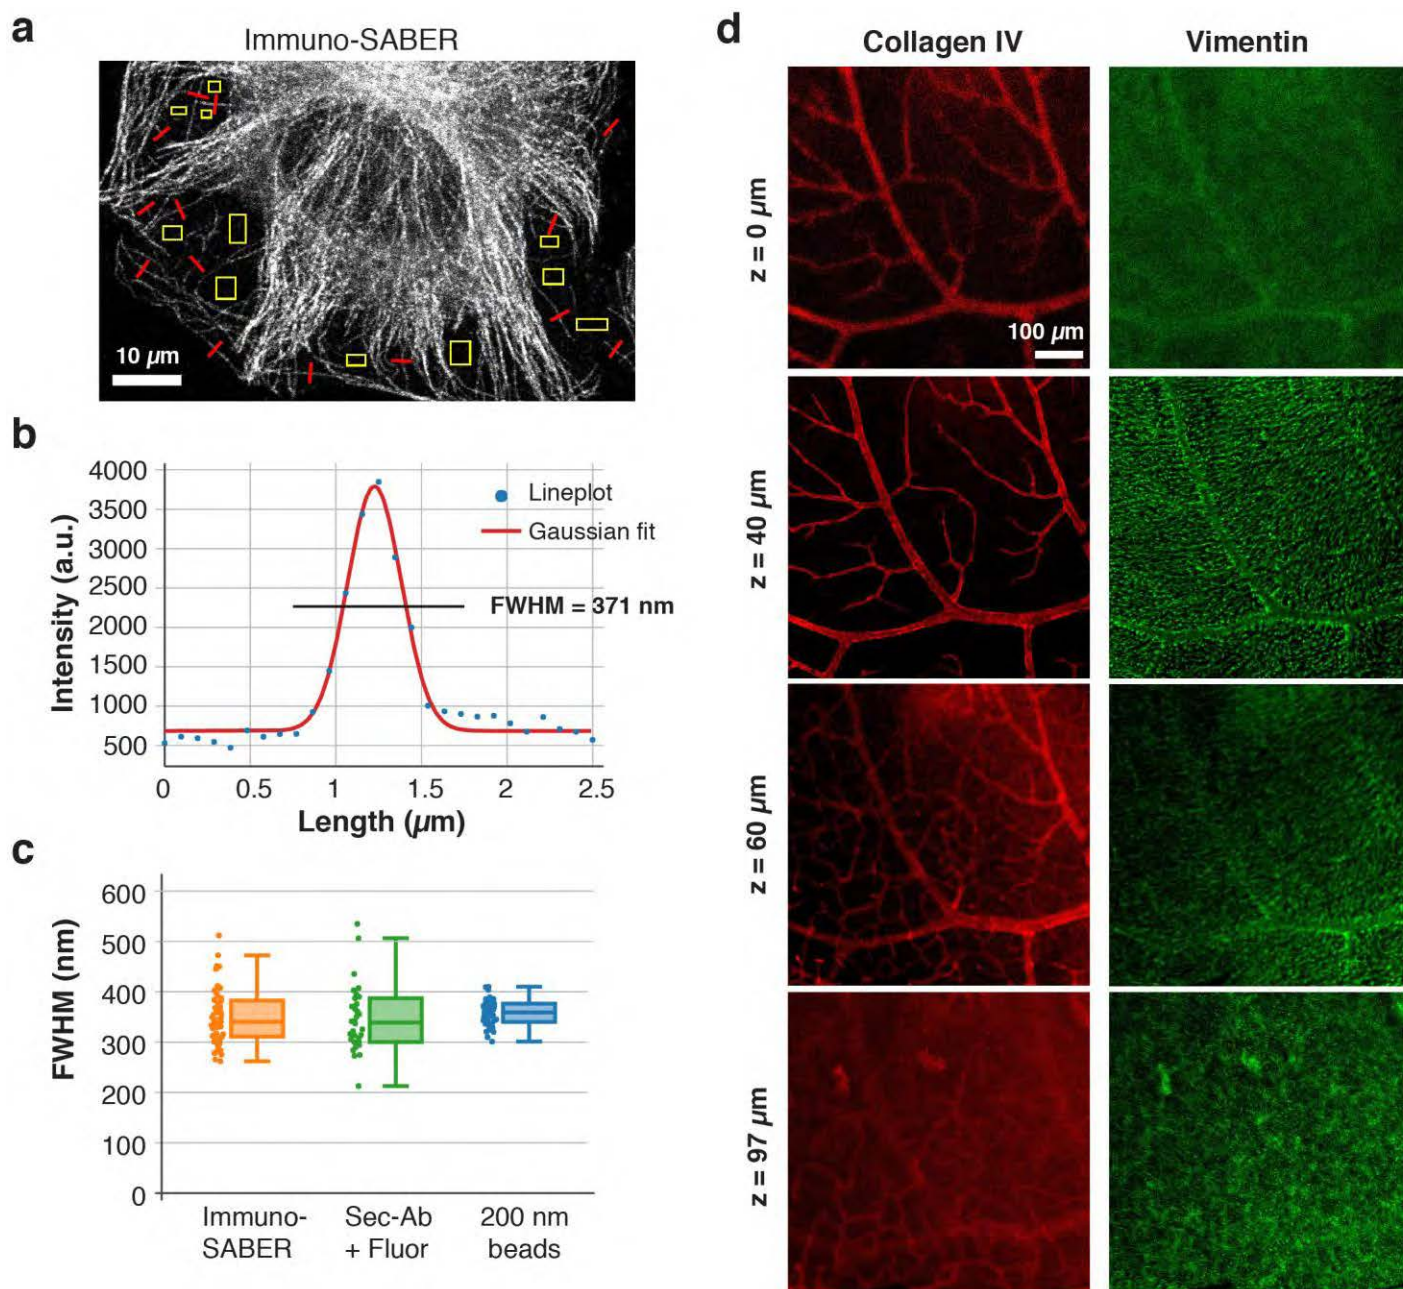 a
Immuno-SABER
10 µm
b
4000
3500
3000
2500
2000
1500
1000
500
Intensity (a.u.)
Lineplot
Gaussian fit
FWHM = 371 nm
0
0.5
1
1.5
2
2.5
Length (µm)
c
600
500
400
300
200
100
0
FWHM (nm)
Immuno-
SABER
Sec-Ab
+ Fluor
200 nm
beads
d
Collagen IV
Vimentin
z = 0 µm
100 µm
z = 40 µm
z = 60 µm
z = 97 µm